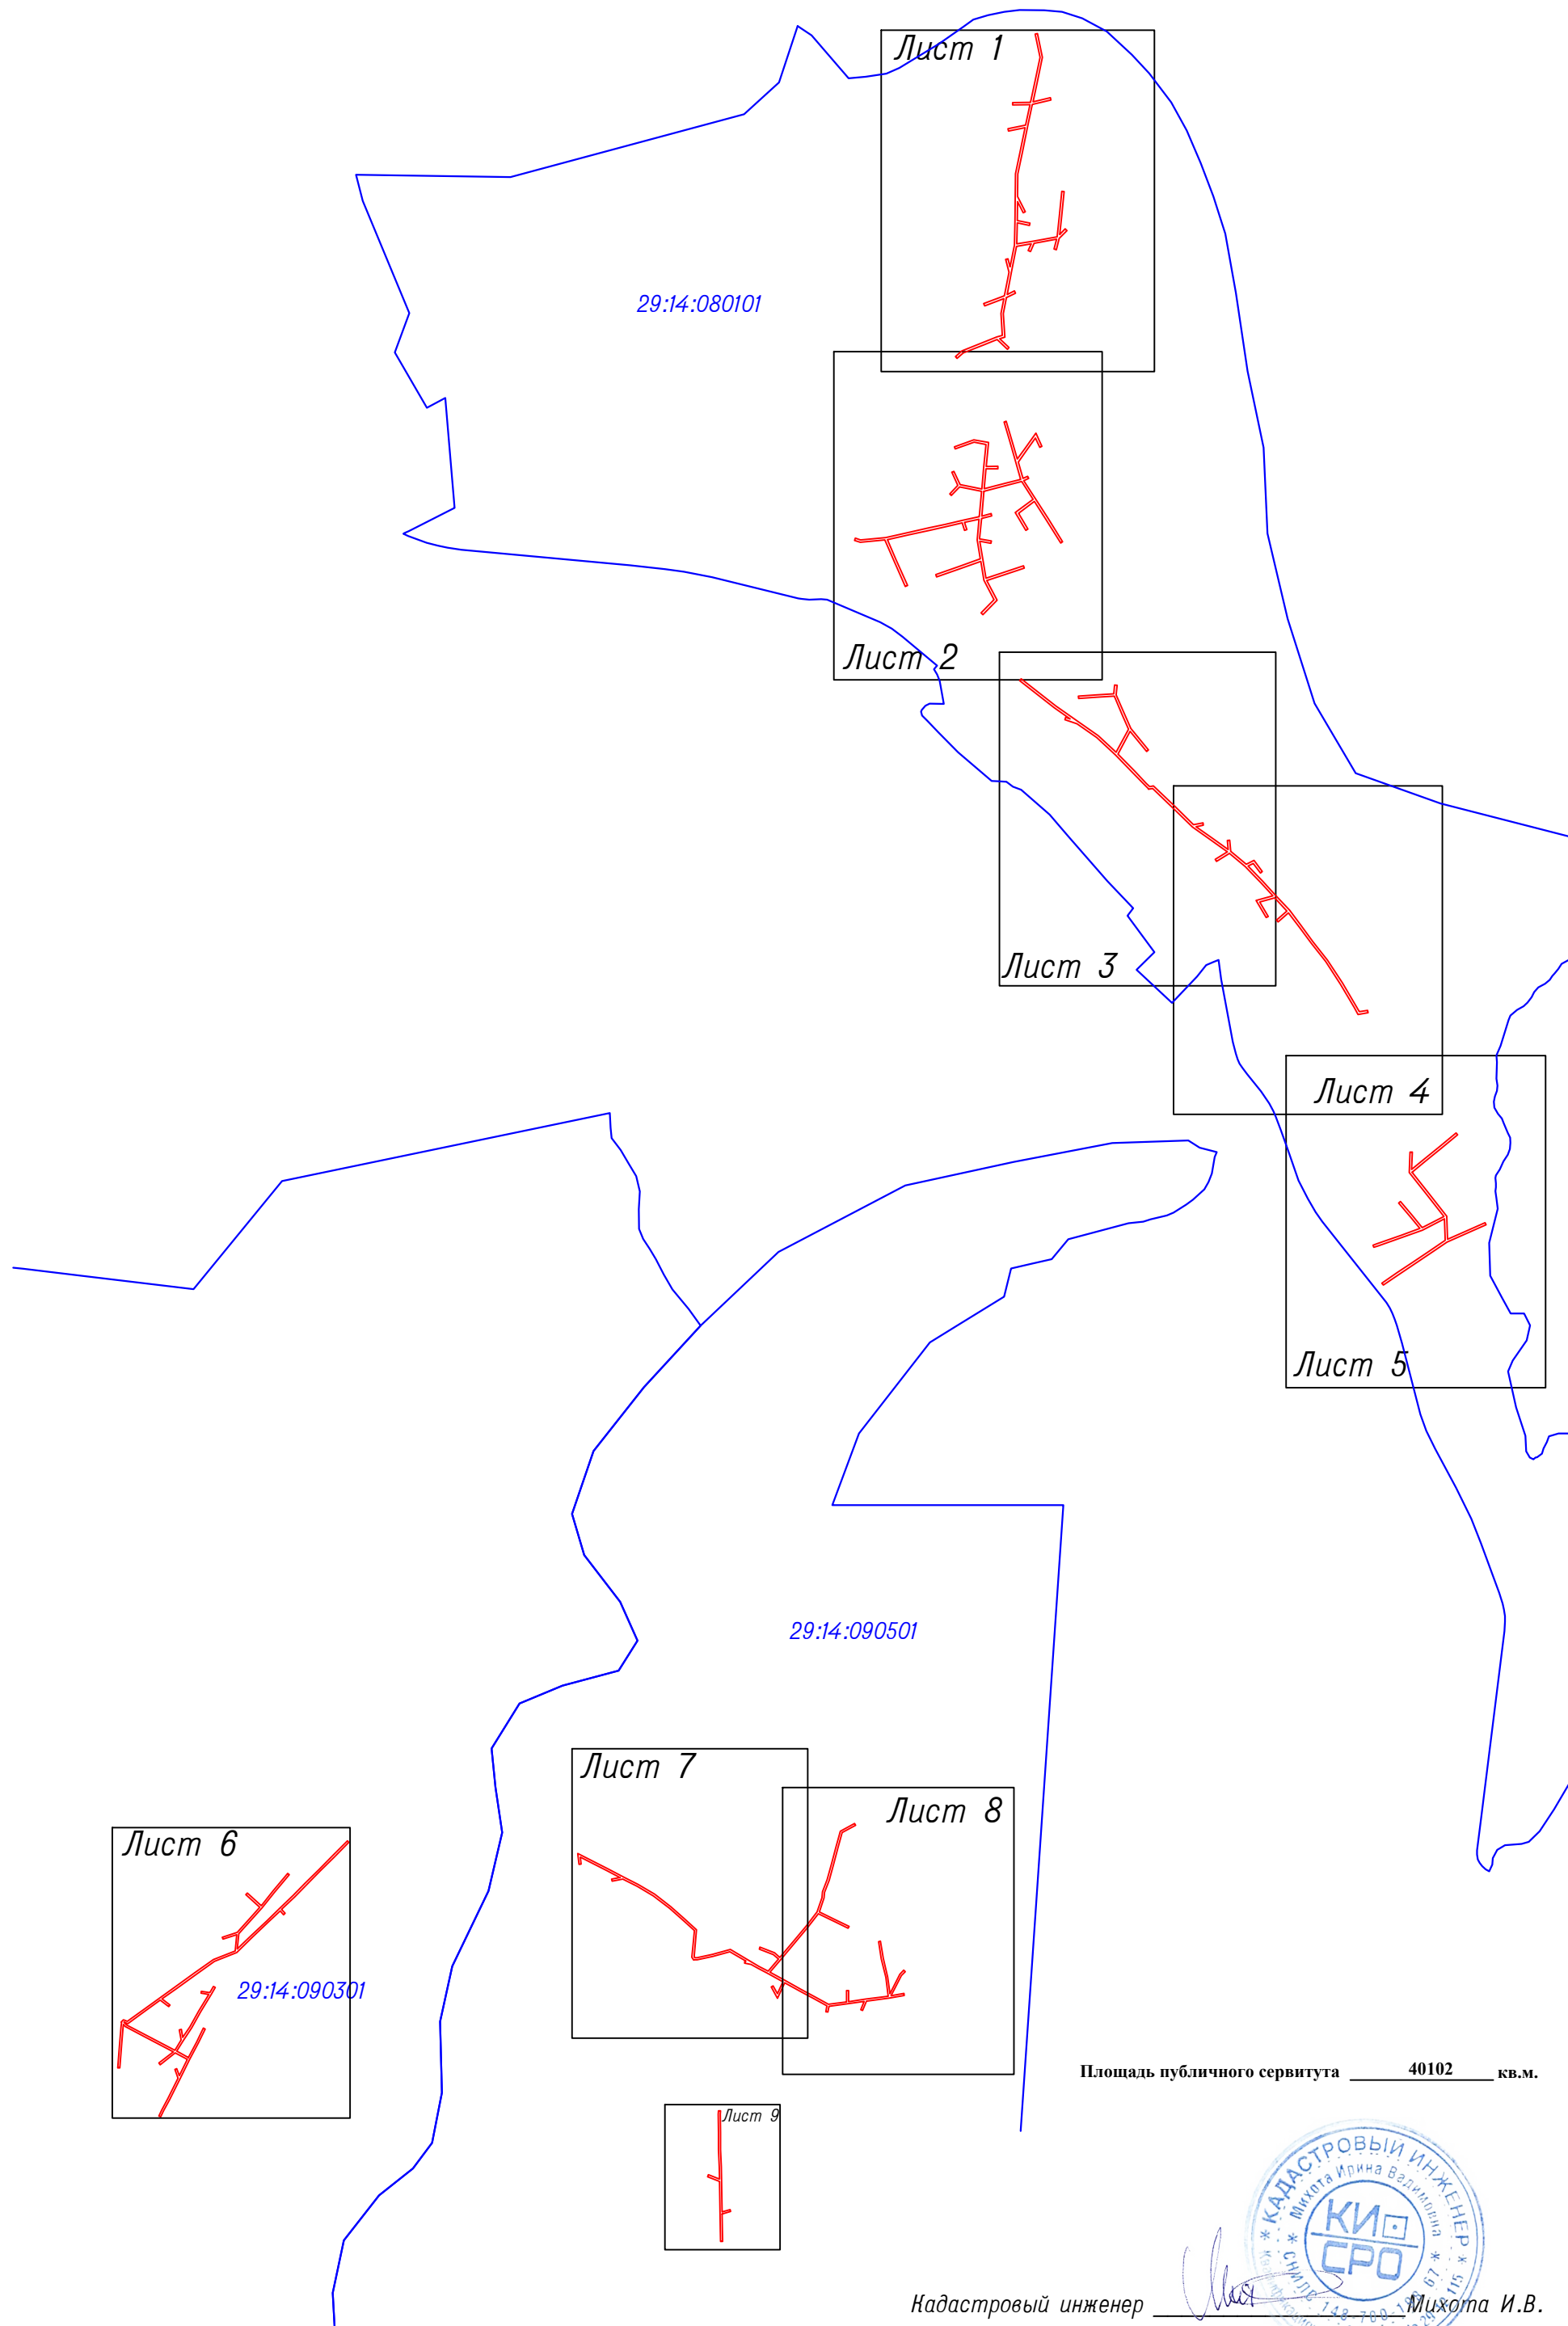 Лист 1
29:14:080101
Лист 2
Лист 3
Лист 4
Лист 5
29:14:090501
Лист 7
Лист 8
Лист 6
29:14:090301
Площадь публичного сервитута 40102 кв.м.
Лист 9
КАДАСТРОВЫЙ ИНЖЕНЕР
Михота Ирина Вадимовна
КИ
СРО
СНИЛС
Кадастровый инженер Михота И.В.